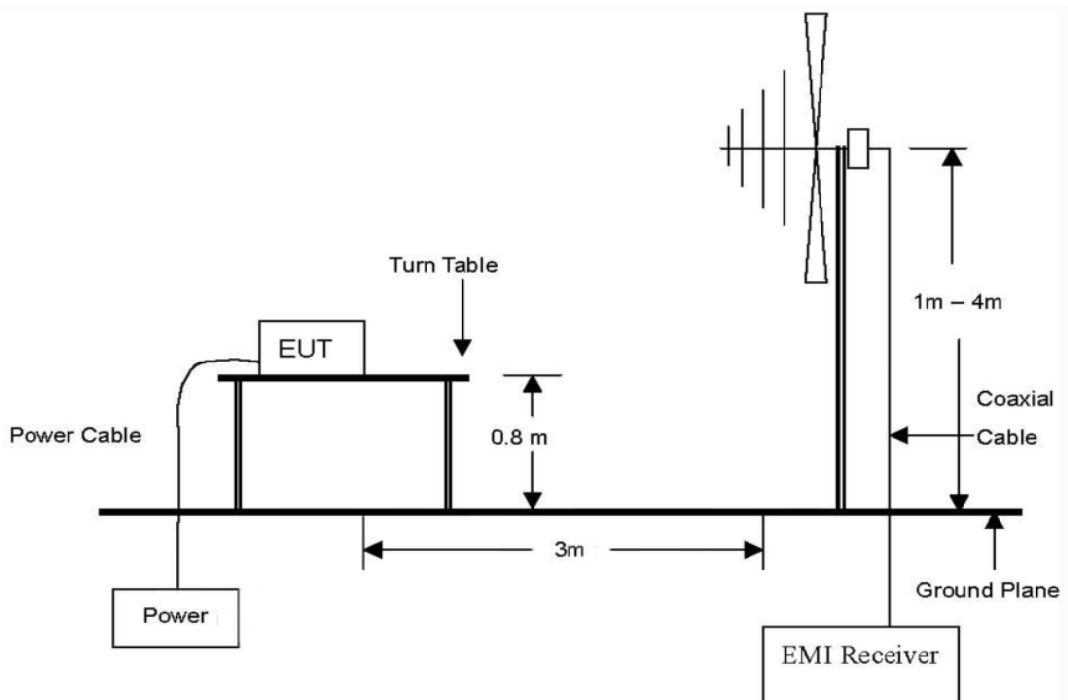 Turn Table
1m – 4m
EUT
Coaxial
Cable
Power Cable
0.8 m
3m
Ground Plane
Power
EMI Receiver